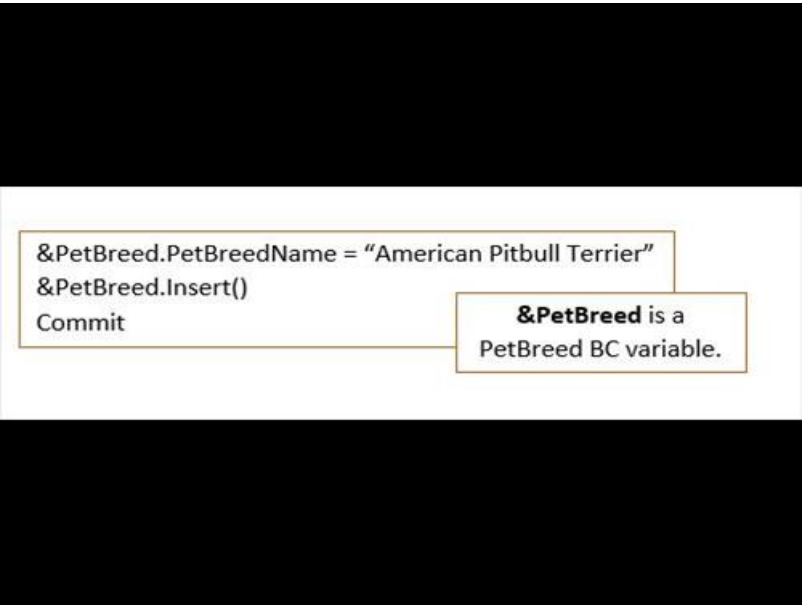 &PetBreed.PetBreedName = “American Pitbull Terrier”
&PetBreed.Insert()
Commit
&PetBreed is a
PetBreed BC variable.